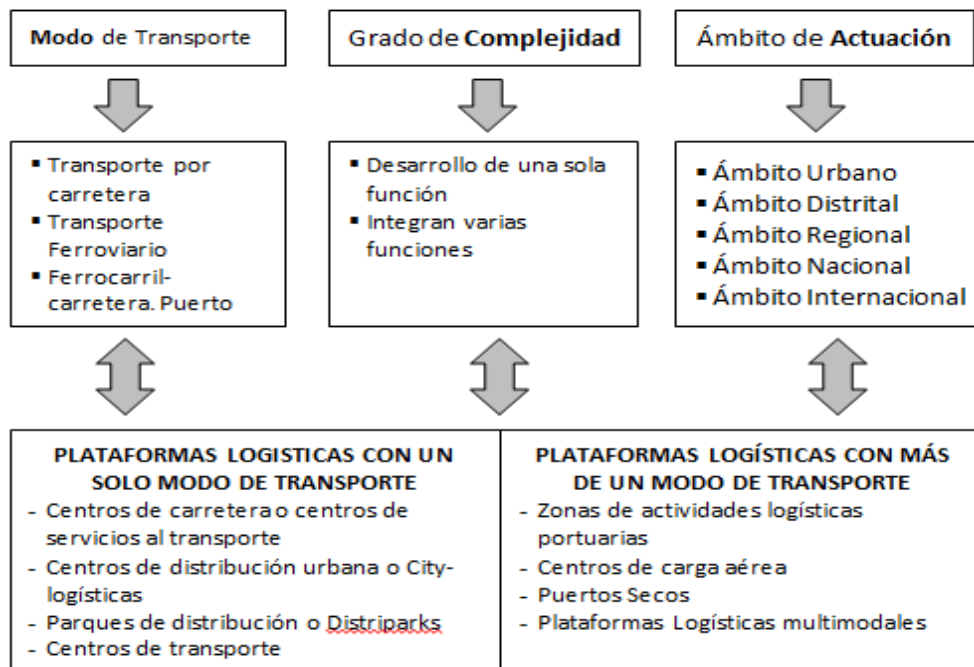 Modo de Transporte
Grado de Complejidad
Ámbito de Actuación
▪ Transporte por
carretera
▪ Transporte
Ferroviario
▪ Ferrocarril-
carretera. Puerto
▪ Desarrollo de una sola
función
▪ Integran varias
funciones
▪ Ámbito Urbano
▪ Ámbito Distrital
▪ Ámbito Regional
▪ Ámbito Nacional
▪ Ámbito Internacional
PLATAFORMAS LOGISTICAS CON UN
SOLO MODO DE TRANSPORTE
- Centros de carretera o centros de
servicios al transporte
- Centros de distribución urbana o City-
logísticas
- Parques de distribución o Distriparks
- Centros de transporte
PLATAFORMAS LOGÍSTICAS CON MÁS
DE UN MODO DE TRANSPORTE
- Zonas de actividades logísticas
portuarias
- Centros de carga aérea
- Puertos Secos
- Plataformas Logísticas multimodales